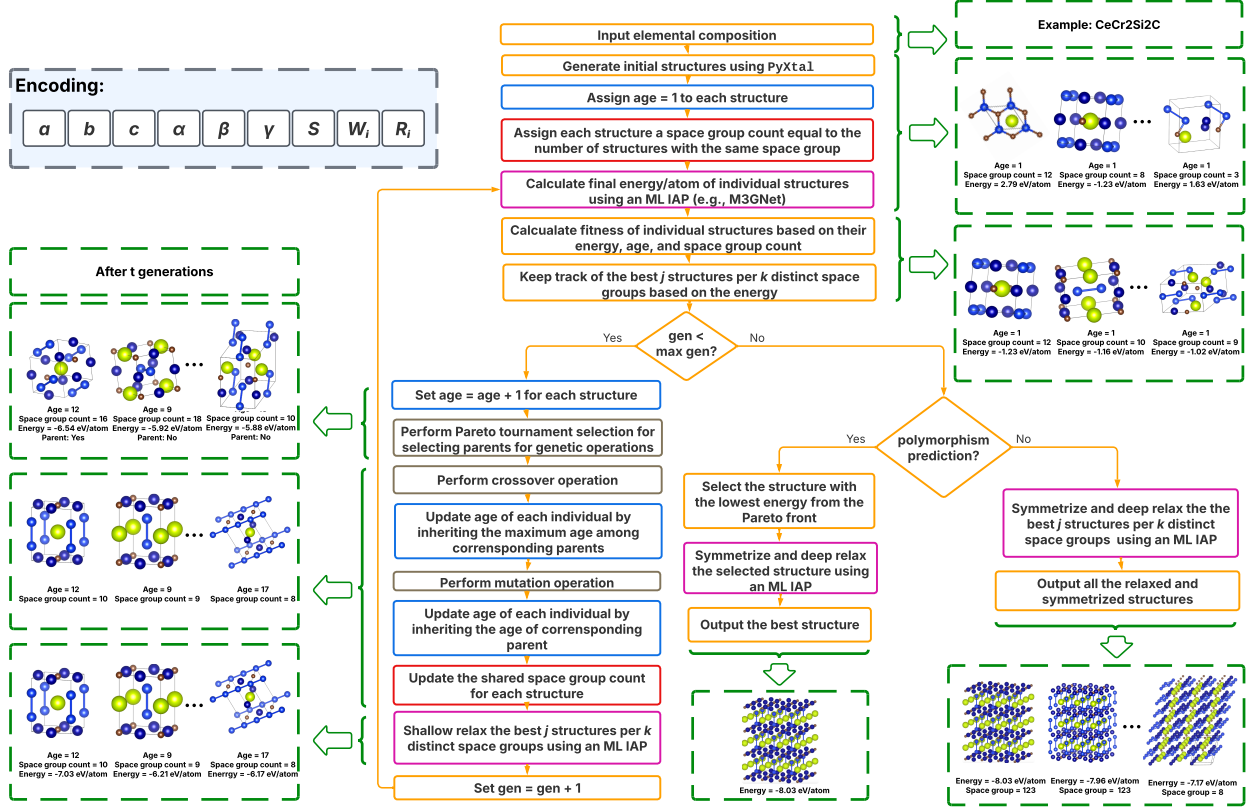 Input elemental composition
Generate initial structures using PyXtal
Assign age = 1 to each structure
Assign each structure a space group count equal to the
number of structures with the same space group
Calculate final energy/atom of individual structures
using an ML IAP (e.g., M3GNet)
Calcualate fitness of individual structures based on their
energy, age, and space group count
Keep track of the best j structures per k distinct space
groups based on the energy
gen <
max gen?
Yes
No
Set age = age + 1 for each structure
Perform Pareto tournament selection for
selecting parents for genetic operations
Perform crossover operation
Update age of each individual by
inheriting the maximum age among
corrensponding parents
Perform mutation operation
Update age of each individual by
inheriting the age of corrensponding
parent
Update the shared space group count
for each structure
Shallow relax the best j structures per k
distinct space groups using an ML IAP
Set gen = gen + 1
polymorphism
prediction?
Yes
No
Select the structure with
the lowest energy from the
Pareto front
Symmetrize and deep relax
the selected structure using
an ML IAP
Output the best structure
Energy = -8.03 eV/atom
Symmetrize and deep relax the the
best j structures per k distinct
space groups using an ML IAP
Output all the relaxed and
symmetrized structures
Energy = -8.03 eV/atom
Space group = 123
Energy = -7.96 eV/atom
Space group = 123
...
Energy = -7.17 eV/atom
Space group = 8
Encoding:
a b c α β γ S Wi Ri
Example: CeCr2Si2C
...
Age = 1
Space group count = 12
Energy = 2.79 eV/atom
Age = 1
Space group count = 8
Energy = -1.23 eV/atom
Age = 1
Space group count = 3
Energy = 1.63 eV/atom
...
Age = 1
Space group count = 12
Energy = -1.23 eV/atom
Age = 1
Space group count = 10
Energy = -1.16 eV/atom
Age = 1
Space group count = 9
Energy = -1.02 eV/atom
After t generations
...
Age = 12
Space group count = 16
Energy = -6.54 eV/atom
Parent: Yes
Age = 9
Space group count = 18
Energy = -5.92 eV/atom
Parent: No
Space group count = 10
Energy = -5.88 eV/atom
Parent: No
...
Age = 12
Space group count = 10
Age = 9
Space group count = 9
Age = 17
Space group count = 8
...
Age = 12
Space group count = 10
Energy = -7.03 eV/atom
Age = 9
Space group count = 9
Energy = -6.21 eV/atom
Age = 17
Space group count = 8
Energy = -6.17 eV/atom